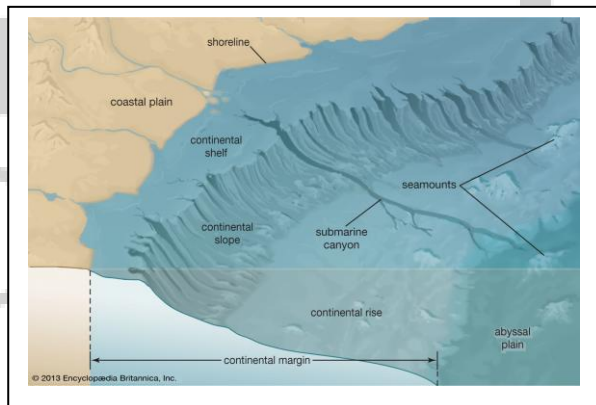 shoreline
coastal plain
continental
shelf
seamounts
continental
slope
submarine
canyon
continental rise
abyssal
plain
continental margin
© 2013 Encyclopædia Britannica, Inc.